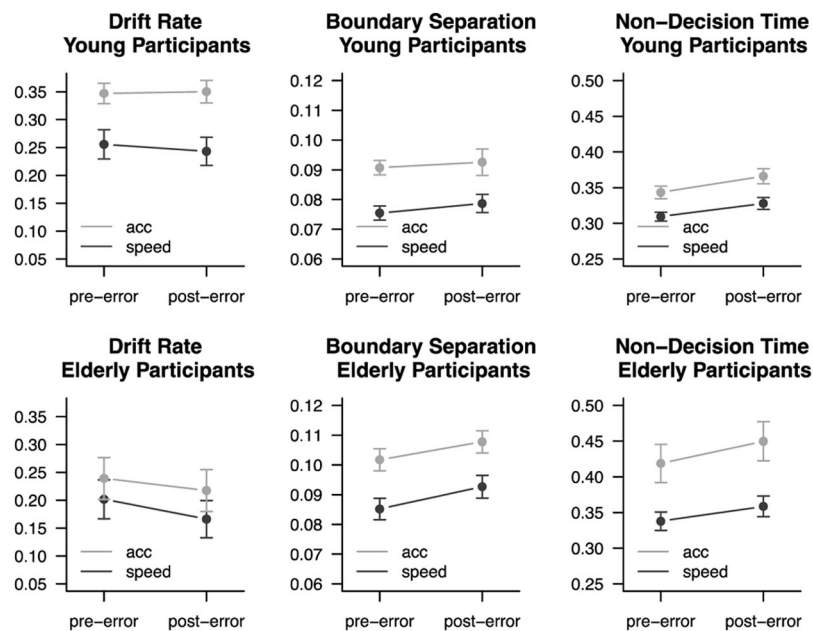 Drift Rate
Young Participants
0.35
0.30
0.25
0.20
0.15
0.10
0.05
acc
speed
pre−error
post−error
Boundary Separation
Young Participants
0.12
0.11
0.10
0.09
0.08
0.07
0.06
acc
speed
pre−error
post−error
Non−Decision Time
Young Participants
0.50
0.45
0.40
0.35
0.30
0.25
acc
speed
pre−error
post−error
Drift Rate
Elderly Participants
0.35
0.30
0.25
0.20
0.15
0.10
0.05
acc
speed
pre−error
post−error
Boundary Separation
Elderly Participants
0.12
0.11
0.10
0.09
0.08
0.07
0.06
acc
speed
pre−error
post−error
Non−Decision Time
Elderly Participants
0.50
0.45
0.40
0.35
0.30
0.25
acc
speed
pre−error
post−error